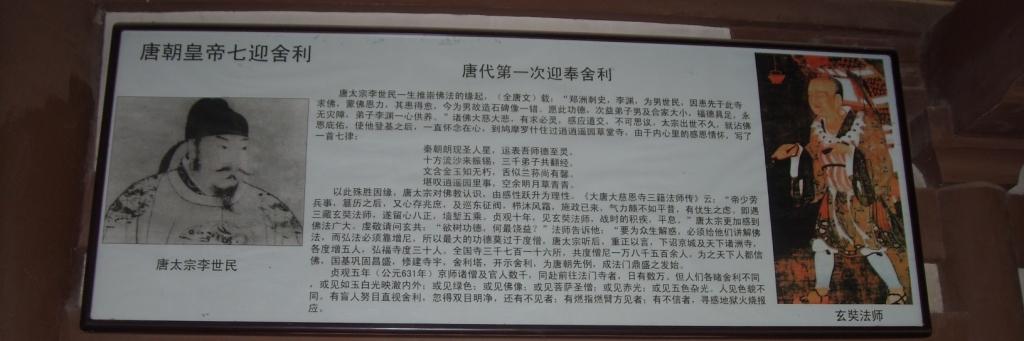 唐朝皇帝七迎舍利
唐代第一次迎奉舍利
唐太宗李世民一生推崇佛法的缘起，《全唐文》载：“郑洲刺史，李渊，为男世民，因患先于此寺
求佛，蒙佛恩力，其患得愈，今为男故造石碑像一铺，愿此功德，次益弟子男及合家大小，福德具足，永
无灾障，弟子李渊一心供养。”诸佛大慈大悲，有求必灵，感应道交，不可思议，太宗出世不久，就沾佛
恩庇佑，使他登基之后，一直怀念在心，到鸠摩罗什住过逍遥园草堂寺，由于内心里的感恩情怀，写了
一首七律：
秦朝朗现圣人星，远表吾师德至灵。
十方流沙来振锡，三千弟子共翻经。
文含金玉知无朽，舌似兰荪尚有馨。
堪叹逍遥园里事，空余明月草青青。
以此殊胜因缘，唐太宗对佛教认识，由感性跃升为理性。《大唐大慈恩寺三籍法师传》云：“帝少劳
兵事，篡历之后，又心存兆庶，及巡东征阀，栉沐风霜，施政已来，气力颇不如平昔，有忧生之虑，即遇
三藏玄奘法师，遂留心八正，墙堑五乘，贞观十年，见玄奘法师，战时的积疾，平息。”唐太宗更加感到
佛法广大，虔敬请问玄奘：“欲树功德，何最饶益？”法师告诉他：“要为众生解惑，必须给他们讲解佛
法，而弘法必须靠增尼，所以最大的功德莫过于度僧，唐太宗听后，重正以言，下诏京城及天下诸洲寺，
各度增五人，弘福寺度三十人，全国寺三千七百一十六所，共度僧尼一万八千五百余人，为之天下人都信
佛，国基巩固昌盛，修建寺宇，舍利塔，开示舍利，为唐朝先例，成法门鼎盛之发始。
贞观五年（公元631年）京师诸僧及官人数千，同赴前往法门寺者，日有数万，但人们各睹舍利不同，
或见如玉白光映澈内外；或见绿色；或见佛像；或见菩萨圣僧；或见赤光；或见五色杂光，人见色貌不
同。有盲人努目直视舍利，忽得双目明净，还有不见者；有燃指燃臂方见者；有不信者，寻感地狱火烧报
应。
唐太宗李世民
玄奘法师